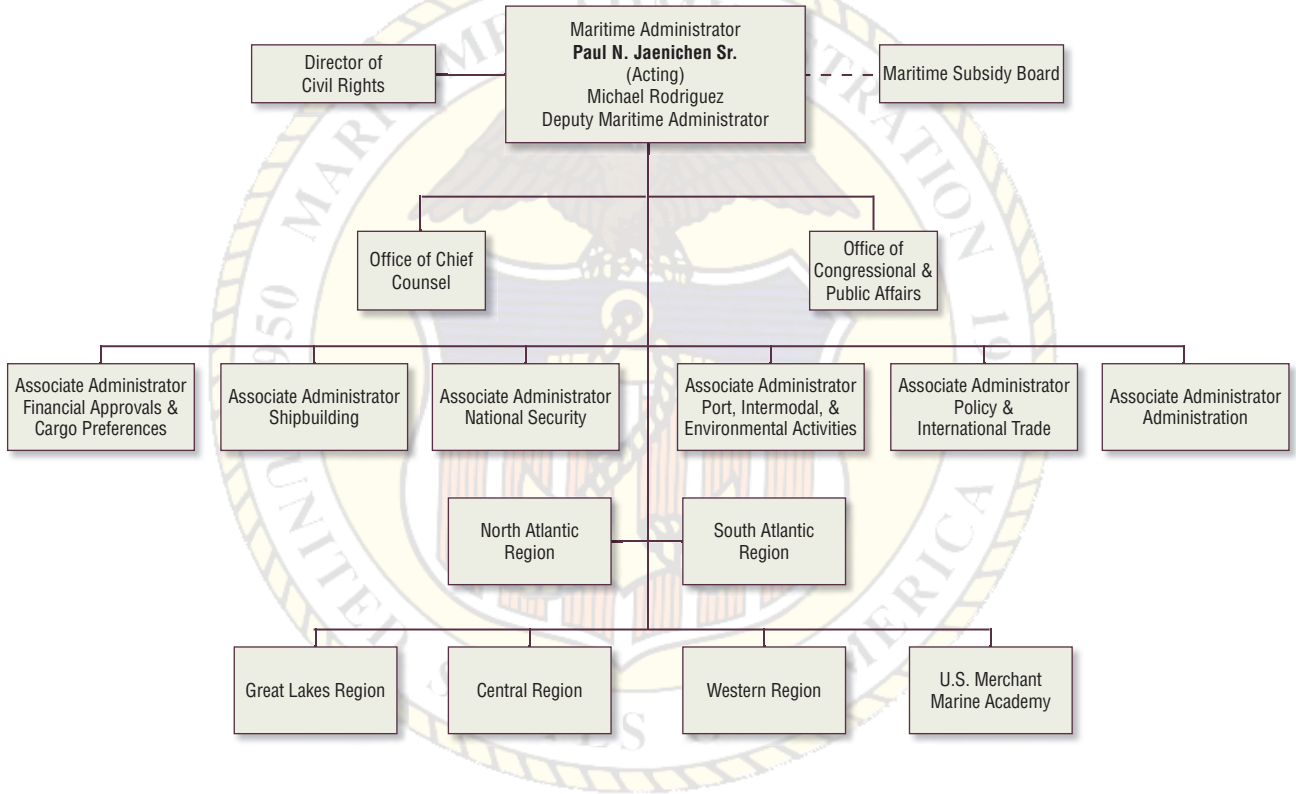 Maritime Administrator
Paul N. Jaenichen Sr.
(Acting)
Michael Rodriguez
Deputy Maritime Administrator
Director of
Civil Rights
Maritime Subsidy Board
Office of Chief
Counsel
Office of
Congressional &
Public Affairs
Associate Administrator
Financial Approvals &
Cargo Preferences
Associate Administrator
Shipbuilding
Associate Administrator
National Security
Associate Administrator
Port, Intermodal, &
Environmental Activities
Associate Administrator
Policy &
International Trade
Associate Administrator
Administration
North Atlantic
Region
South Atlantic
Region
Great Lakes Region
Central Region
Western Region
U.S. Merchant
Marine Academy